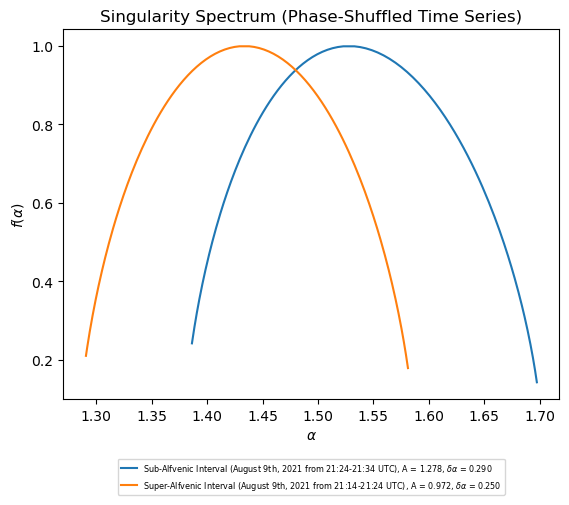 Singularity Spectrum (Phase-Shuffled Time Series)
1.0
0.8
0.6
0.4
0.2
f(α)
1.30 1.35 1.40 1.45 1.50 1.55 1.60 1.65 1.70
α
Sub-Alfvenic Interval (August 9th, 2021 from 21:24-21:34 UTC), A = 1.278, δα = 0.290
Super-Alfvenic Interval (August 9th, 2021 from 21:14-21:24 UTC), A = 0.972, δα = 0.250